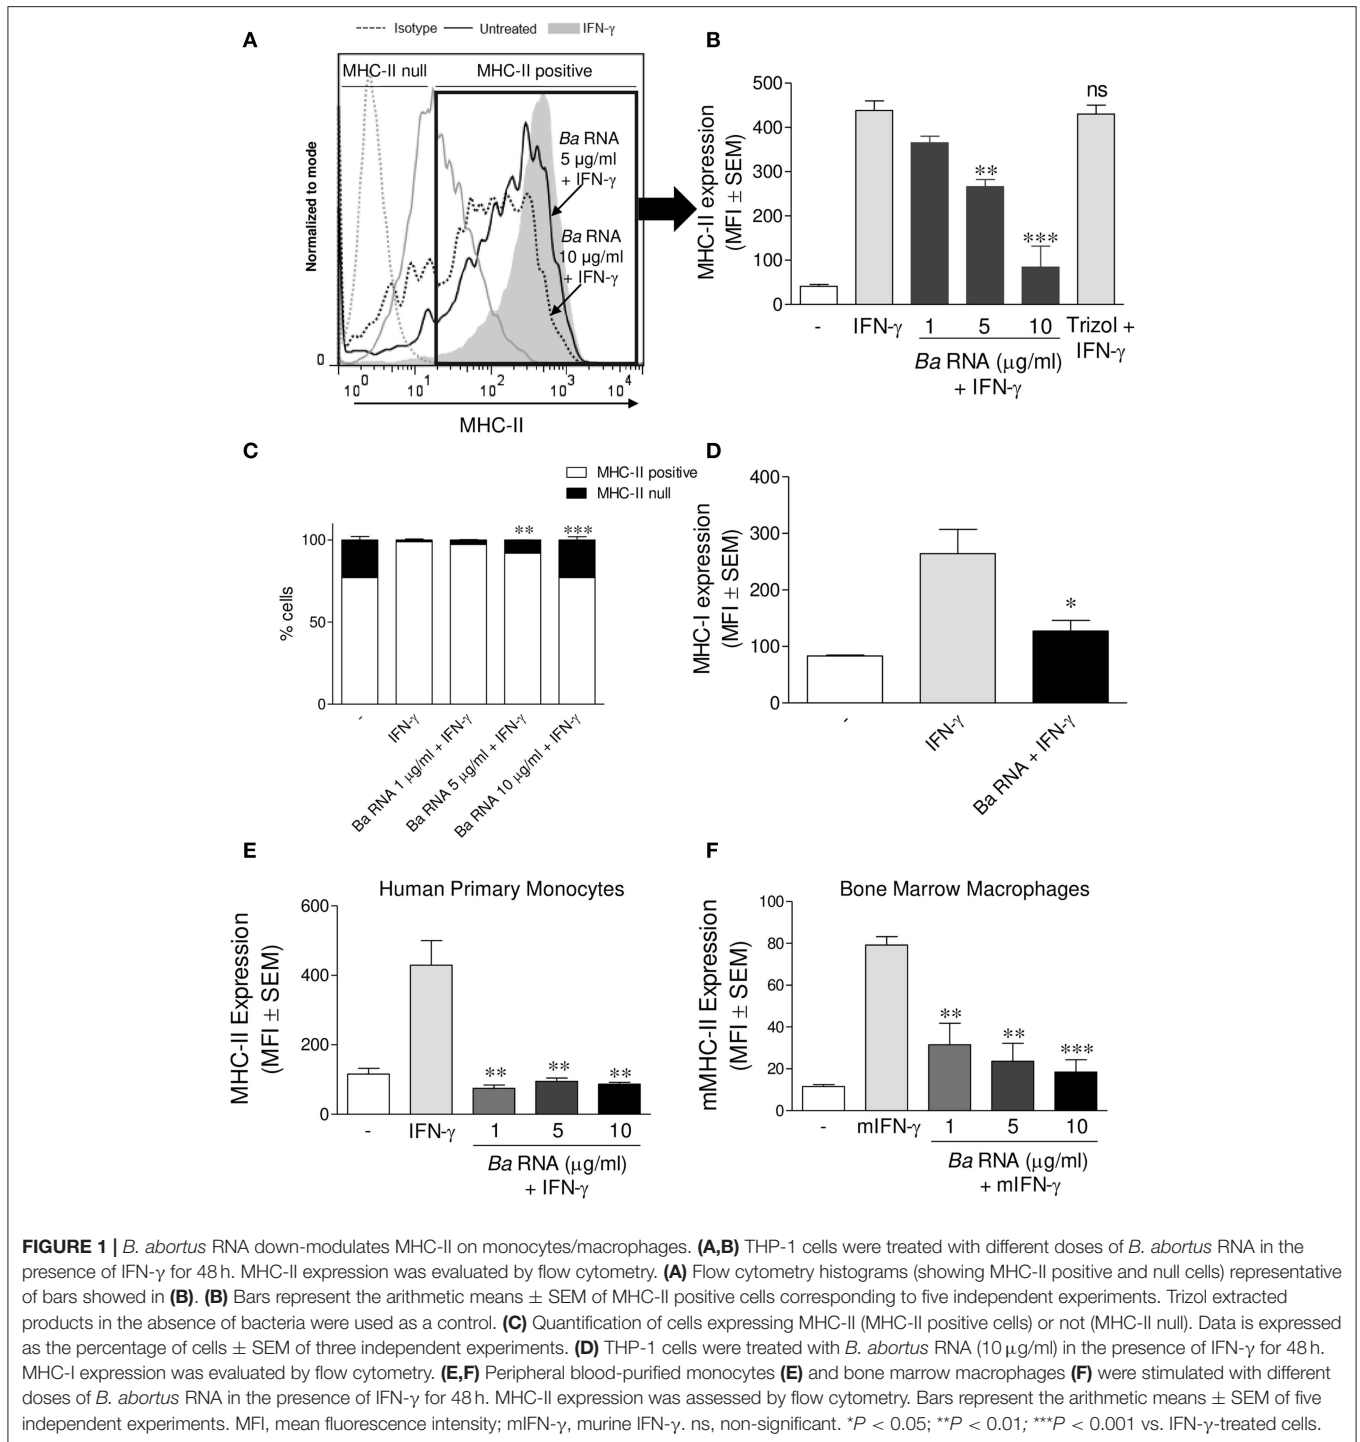 A
Isotype Untreated IFN-γ
MHC-II null MHC-II positive
Ba RNA
5 µg/ml
+ IFN-γ
Ba RNA
10 µg/ml
+ IFN-γ
Normalized to mode
0
10^0 10^1 10^2 10^3 10^4
MHC-II
B
MHC-II expression
(MFI ± SEM)
500
400
300
200
100
0
ns
**
***
- IFN-γ 1 5 10 Trizol +
IFN-γ
Ba RNA (µg/ml)
+ IFN-γ
C
MHC-II positive
MHC-II null
% cells
100
50
0
** ***
-
IFN-γ
Ba RNA 1 µg/ml + IFN-γ
Ba RNA 5 µg/ml + IFN-γ
Ba RNA 10 µg/ml + IFN-γ
D
MHC-I expression
(MFI ± SEM)
400
300
200
100
0
*
-
IFN-γ
Ba RNA + IFN-γ
E
Human Primary Monocytes
MHC-II Expression
(MFI ± SEM)
600
400
200
0
** ** **
- IFN-γ 1 5 10
Ba RNA (µg/ml)
+ IFN-γ
F
Bone Marrow Macrophages
mMHC-II Expression
(MFI ± SEM)
100
80
60
40
20
0
** ** ***
- mIFN-γ 1 5 10
Ba RNA (µg/ml)
+ mIFN-γ
FIGURE 1 | B. abortus RNA down-modulates MHC-II on monocytes/macrophages. (A,B) THP-1 cells were treated with different doses of B. abortus RNA in the
presence of IFN-γ for 48 h. MHC-II expression was evaluated by flow cytometry. (A) Flow cytometry histograms (showing MHC-II positive and null cells) representative
of bars showed in (B). (B) Bars represent the arithmetic means ± SEM of MHC-II positive cells corresponding to five independent experiments. Trizol extracted
products in the absence of bacteria were used as a control. (C) Quantification of cells expressing MHC-II (MHC-II positive cells) or not (MHC-II null). Data is expressed
as the percentage of cells ± SEM of three independent experiments. (D) THP-1 cells were treated with B. abortus RNA (10 µg/ml) in the presence of IFN-γ for 48 h.
MHC-I expression was evaluated by flow cytometry. (E,F) Peripheral blood-purified monocytes (E) and bone marrow macrophages (F) were stimulated with different
doses of B. abortus RNA in the presence of IFN-γ for 48 h. MHC-II expression was assessed by flow cytometry. Bars represent the arithmetic means ± SEM of five
independent experiments. MFI, mean fluorescence intensity; mIFN-γ, murine IFN-γ. ns, non-significant. *P < 0.05; **P < 0.01; ***P < 0.001 vs. IFN-γ-treated cells.